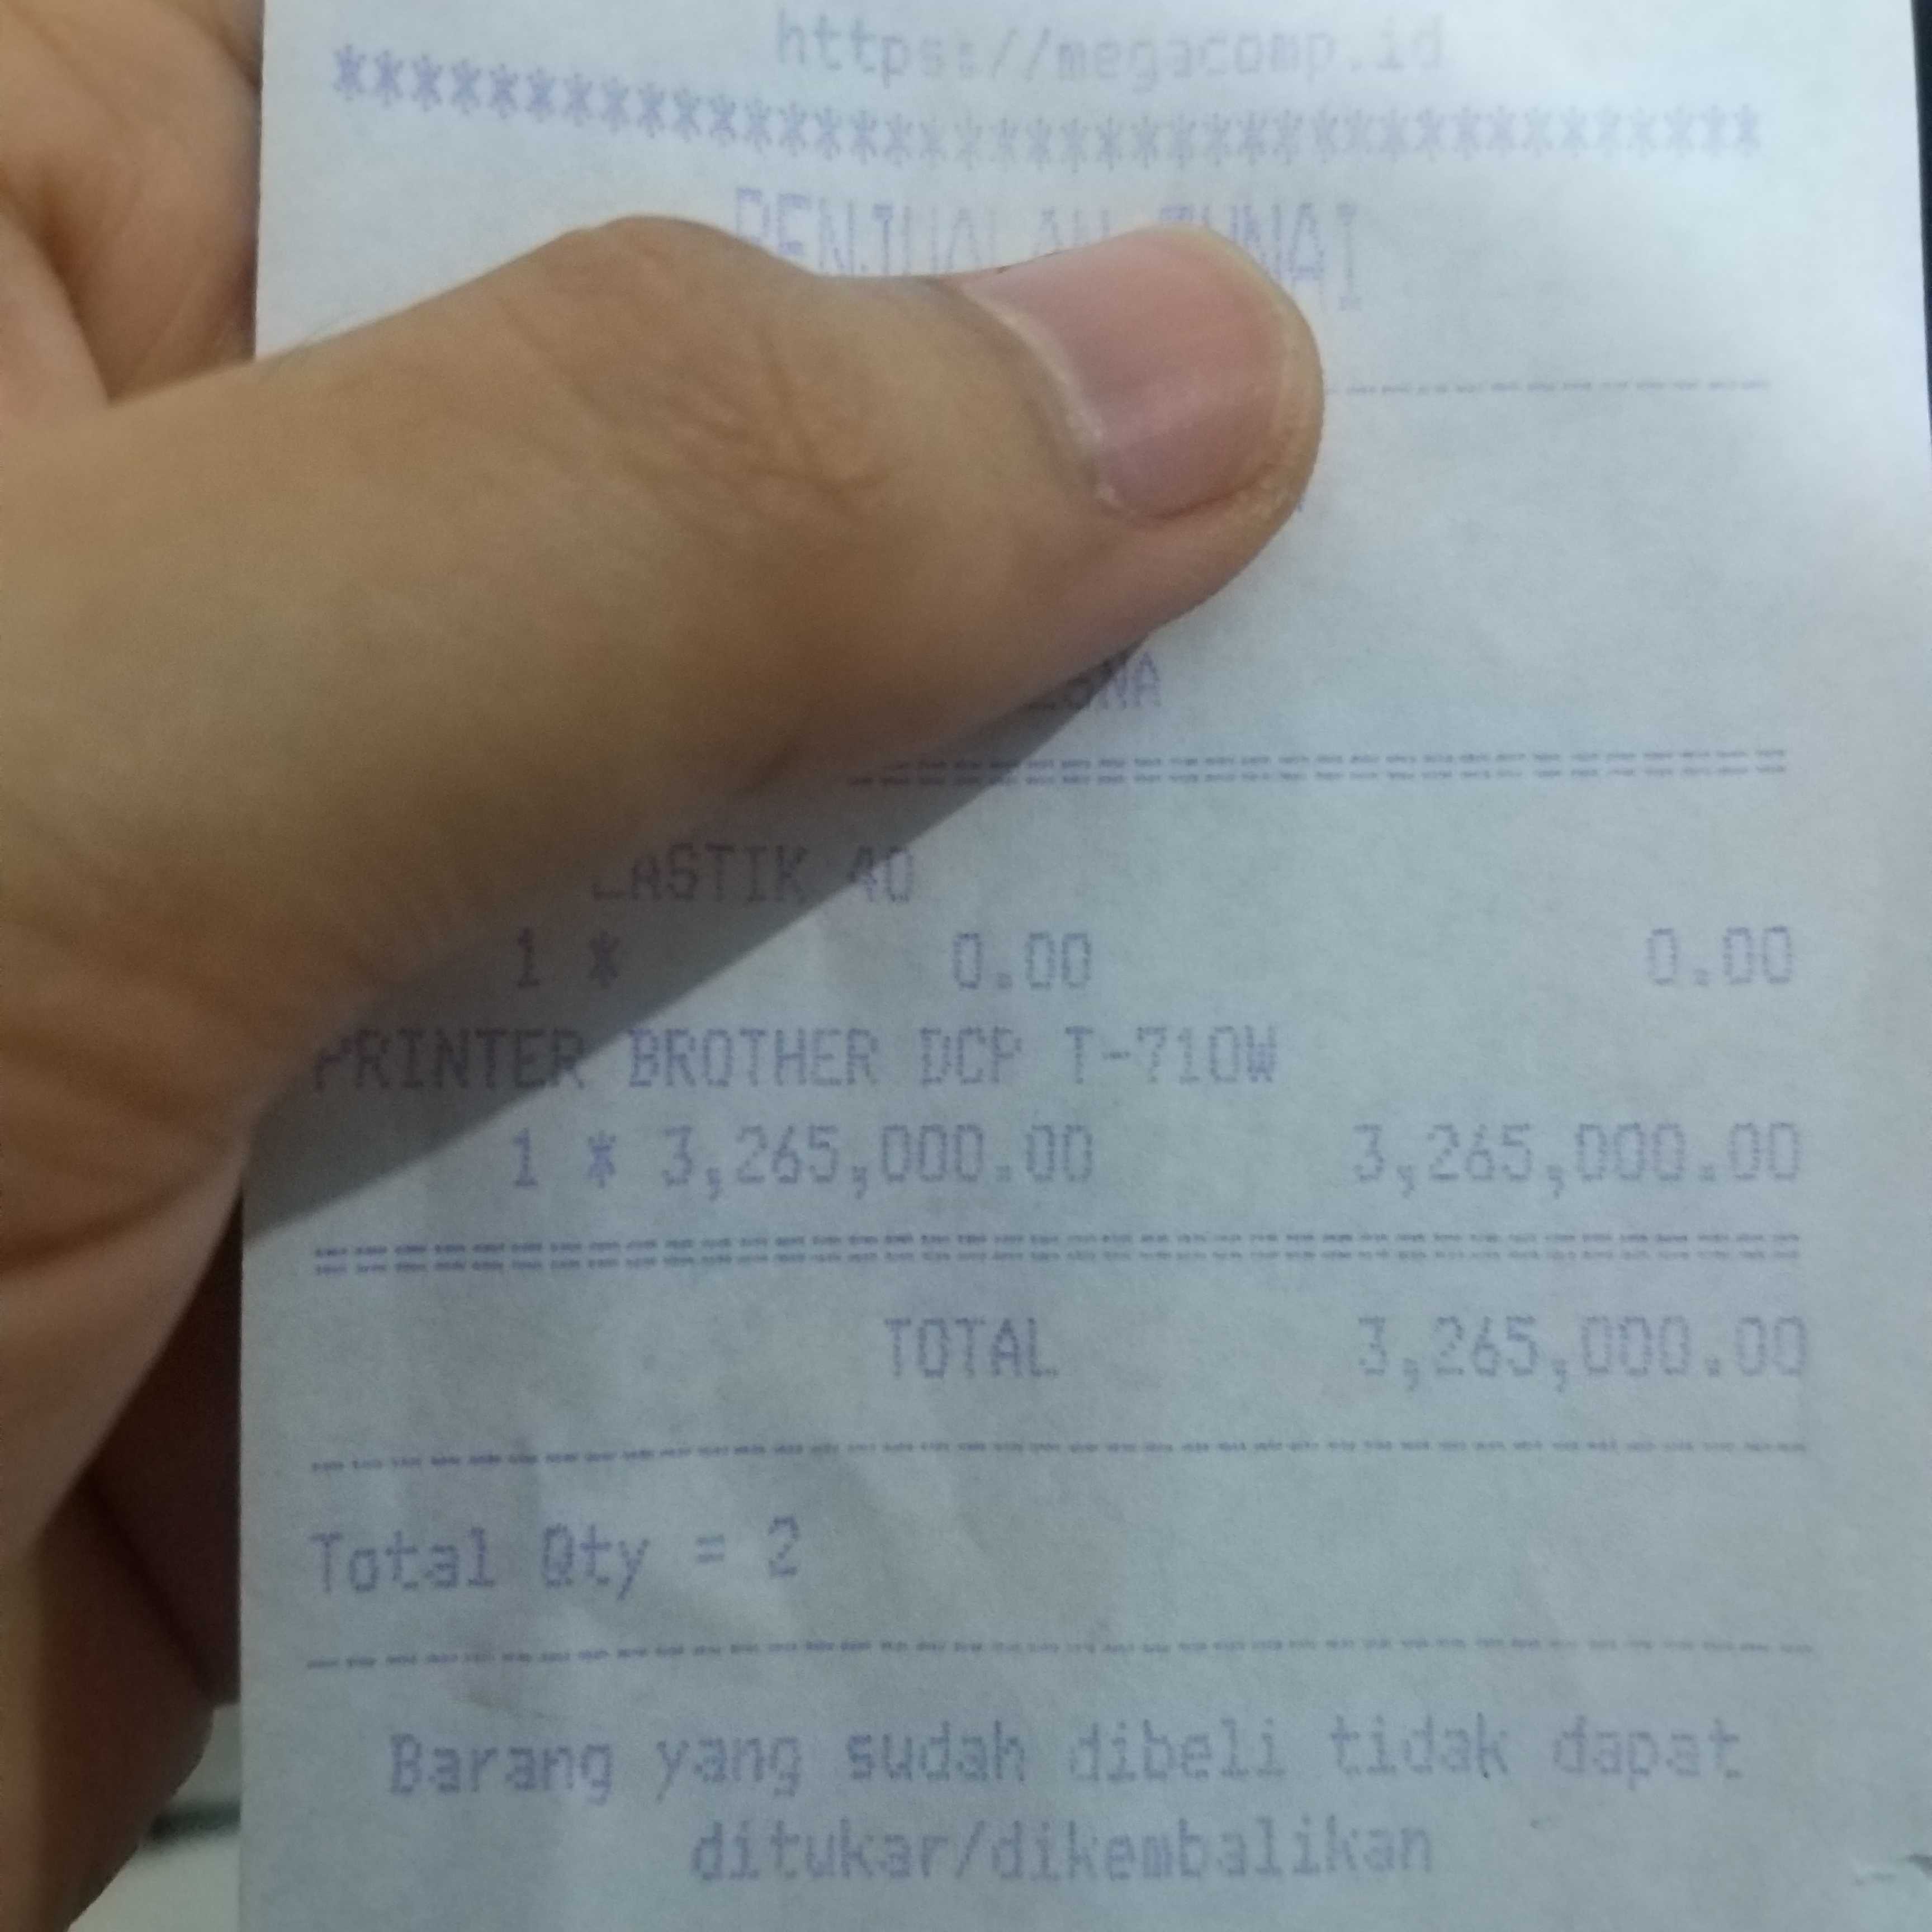 https://megacomp.id
****************************************
PENJUALAN TUNAI
40
1 * 0.00 0.00
PRINTER BROTHER DCP T-710W
1 * 3,265,000.00 3,265,000.00
TOTAL 3,265,000.00
Total Qty = 2
Barang yang sudah dibeli tidak dapat
ditukar/dikembalikan